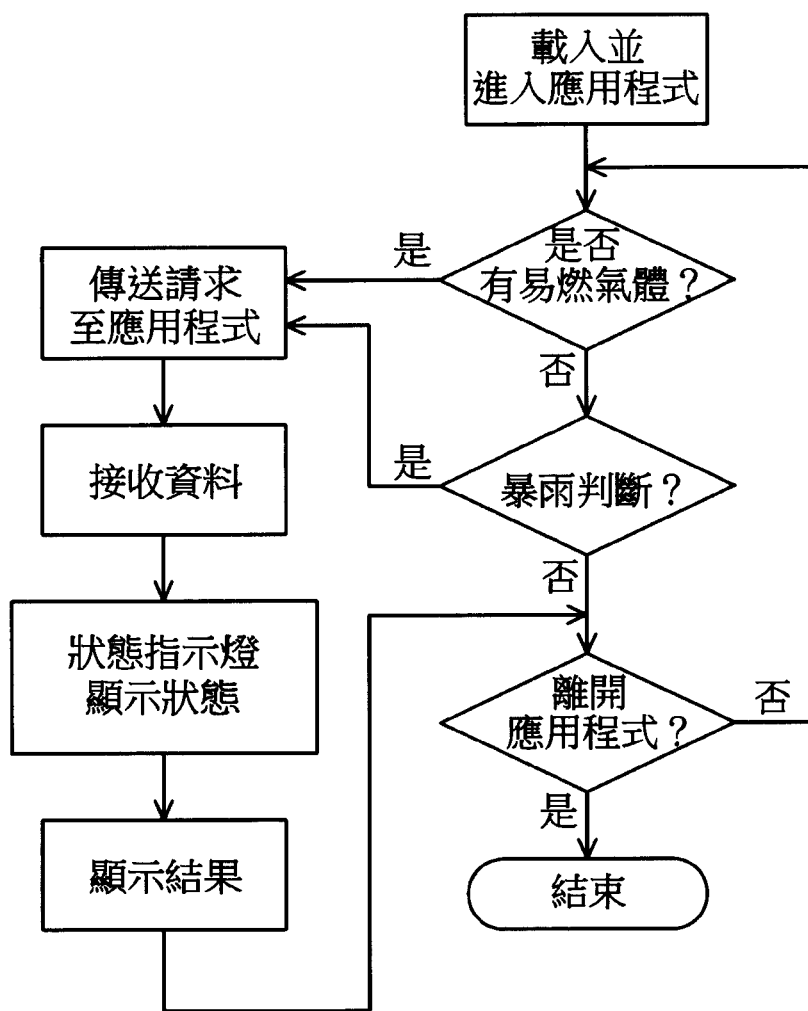 載入並
進入應用程式
是否
有易燃氣體？
是
否
傳送請求
至應用程式
暴雨判斷？
是
否
接收資料
狀態指示燈
顯示狀態
離開
應用程式？
否
是
顯示結果
結束